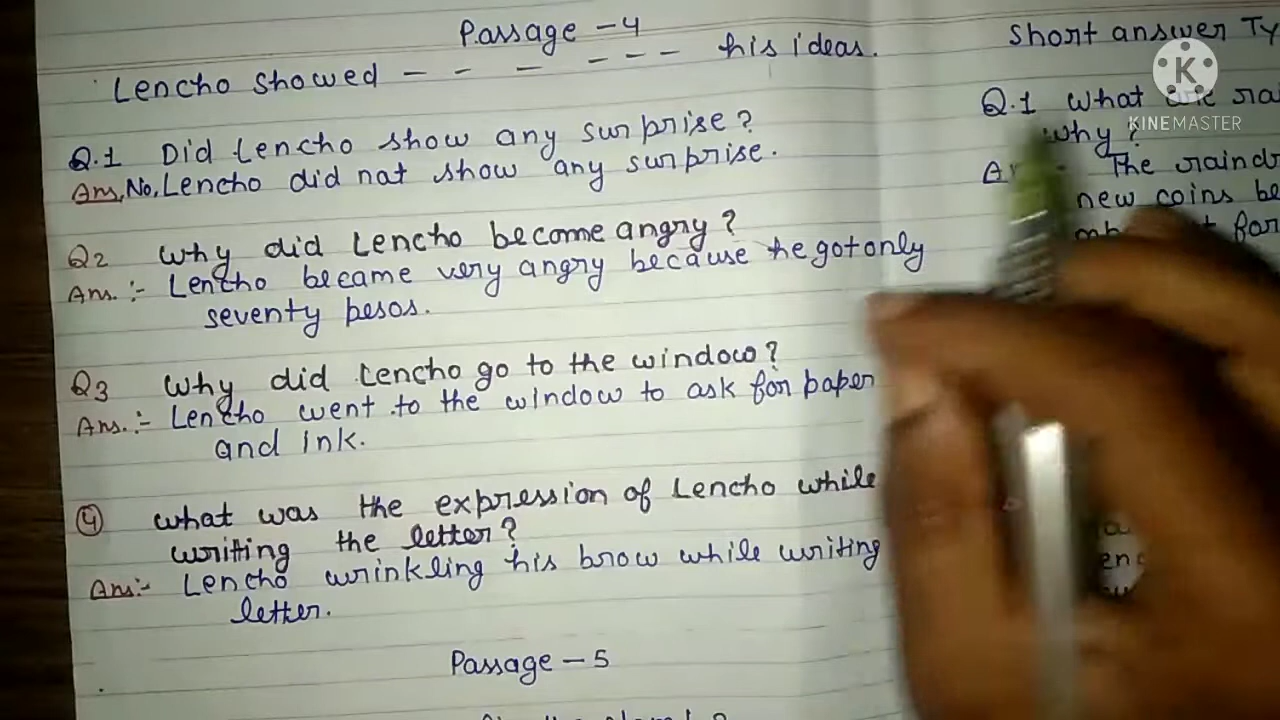 Passage - 4
Lencho showed - - - - - - his ideas.
Q.1 Did Lencho show any surprise?
Ans, No, Lencho did not show any surprise.
Q2 Why did Lencho become angry?
Ans. :- Lencho became very angry because he got only
seventy pesos.
Q3 Why did Lencho go to the window?
Ans. :- Lencho went to the window to ask for paper
and ink.
4 What was the expression of Lencho while
writing the letter?
Ans:- Lencho wrinkling his brow while writing
letter.
Passage - 5
Short answer Ty
Q.1 What are
why?
The raindr
new coins be
for
K
KINEMASTER